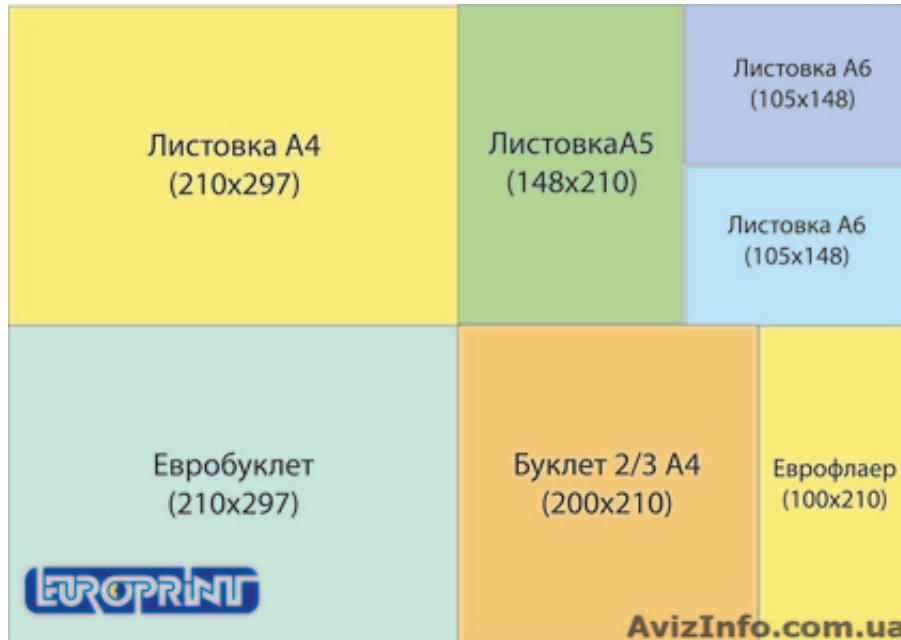 Листовка А4
(210x297)
ЛистовкаА5
(148x210)
Листовка А6
(105x148)
Листовка А6
(105x148)
Евробуклет
(210x297)
Буклет 2/3 А4
(200x210)
Еврофлаер
(100x210)
EUROPRINT
AvizInfo.com.ua